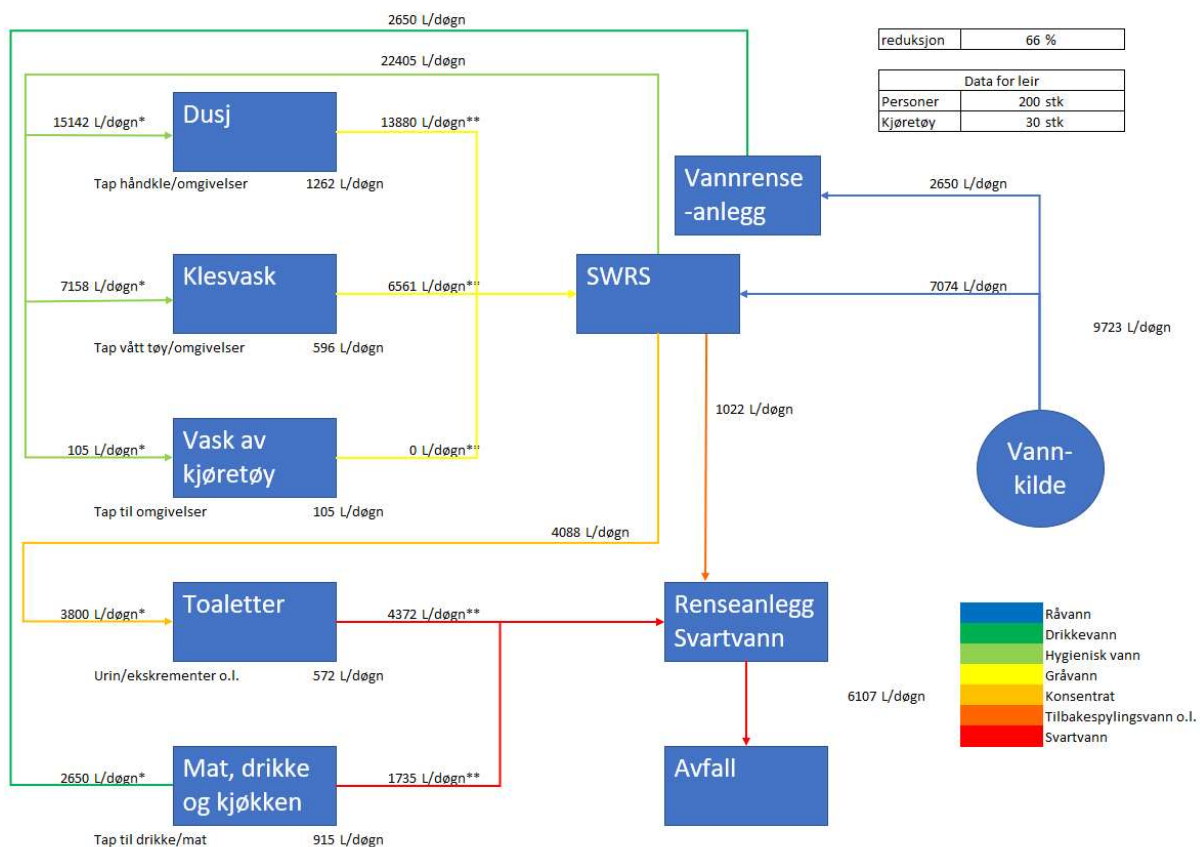 2650 L/døgn
reduksjon 66 %
22405 L/døgn
Data for leir
Personer 200 stk
Kjøretøy 30 stk
Dusj
15142 L/døgn*
13880 L/døgn**
Tap håndkle/omgivelser 1262 L/døgn
Vannrense
-anlegg
2650 L/døgn
Klesvask
7158 L/døgn*
6561 L/døgn**
Tap vått tøy/omgivelser 596 L/døgn
SWRS
7074 L/døgn
9723 L/døgn
1022 L/døgn
Vask av
kjøretøy
105 L/døgn*
0 L/døgn**
Tap til omgivelser 105 L/døgn
Vann-
kilde
4088 L/døgn
Toaletter
3800 L/døgn*
4372 L/døgn**
Urin/ekskrementer o.l. 572 L/døgn
Renseanlegg
Svartvann
6107 L/døgn
Råvann
Drikkevann
Hygienisk vann
Gråvann
Konsentrat
Tilbakespylingsvann o.l.
Svartvann
Mat, drikke
og kjøkken
2650 L/døgn*
1735 L/døgn**
Tap til drikke/mat 915 L/døgn
Avfall